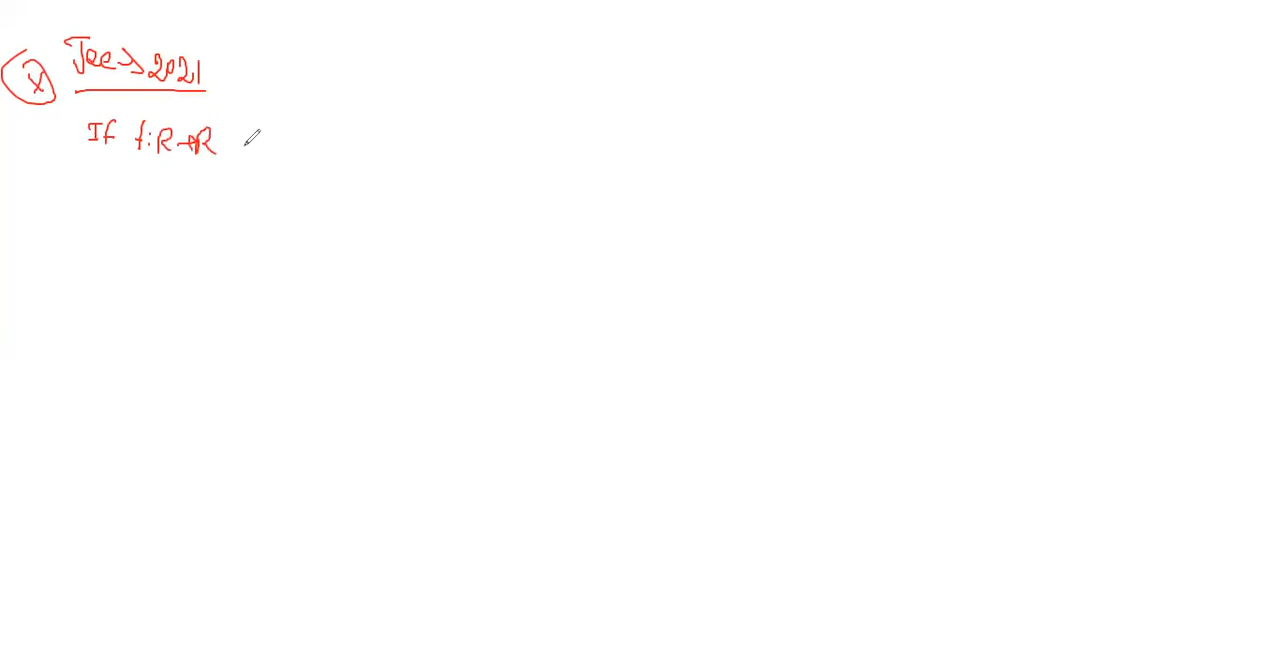 x
Jee → 2021
If f: R→R